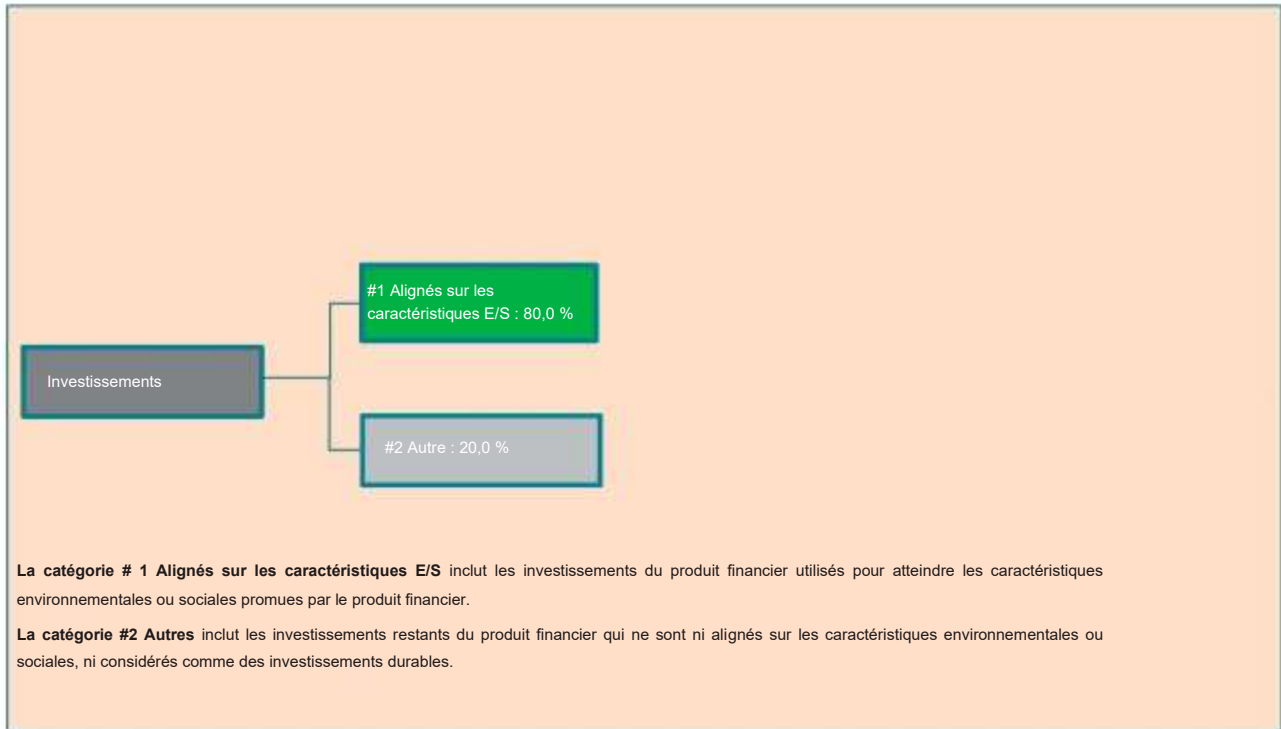 #1 Alignés sur les
caractéristiques E/S : 80,0 %
Investissements
#2 Autre : 20,0 %
La catégorie # 1 Alignés sur les caractéristiques E/S inclut les investissements du produit financier utilisés pour atteindre les caractéristiques
environnementales ou sociales promues par le produit financier.
La catégorie #2 Autres inclut les investissements restants du produit financier qui ne sont ni alignés sur les caractéristiques environnementales ou
sociales, ni considérés comme des investissements durables.